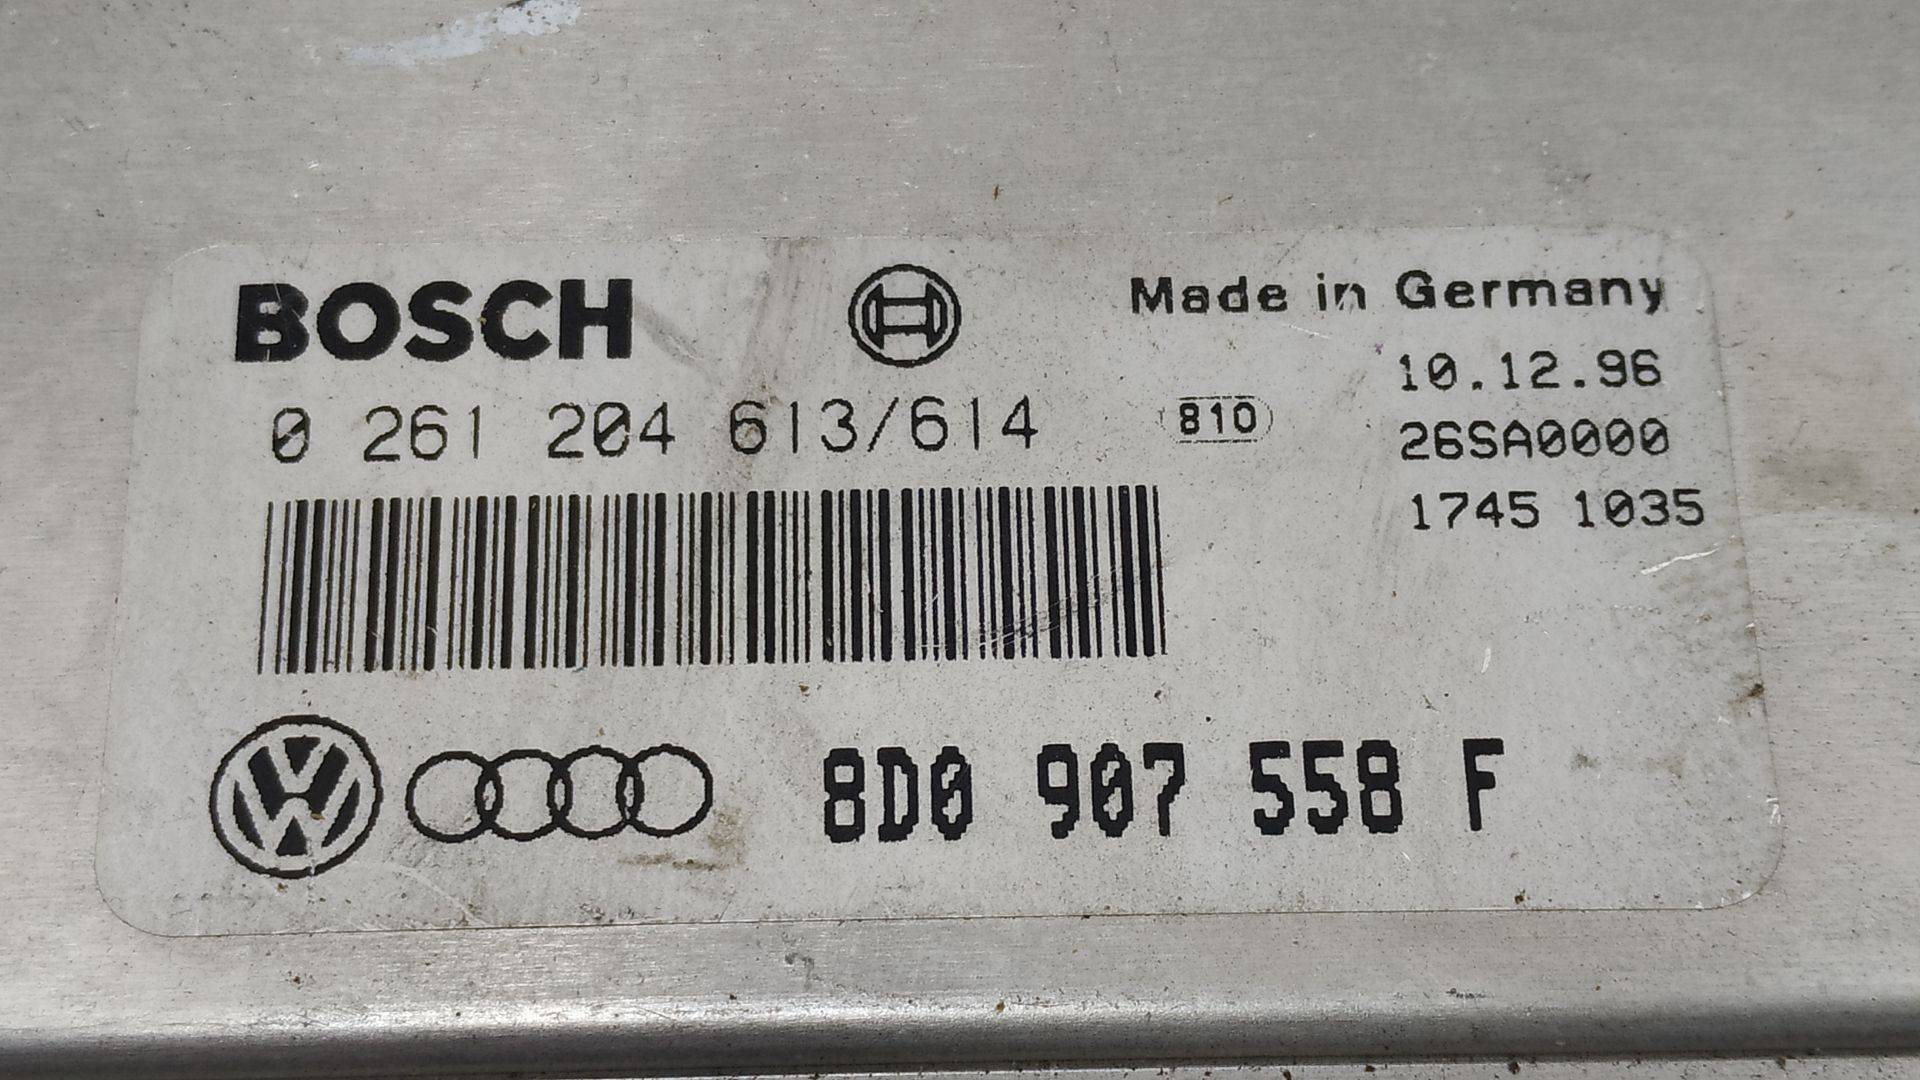 BOSCH
Made in Germany
10.12.96
0 261 204 613/614
810
26SA0000
1745 1035
8D0 907 558 F